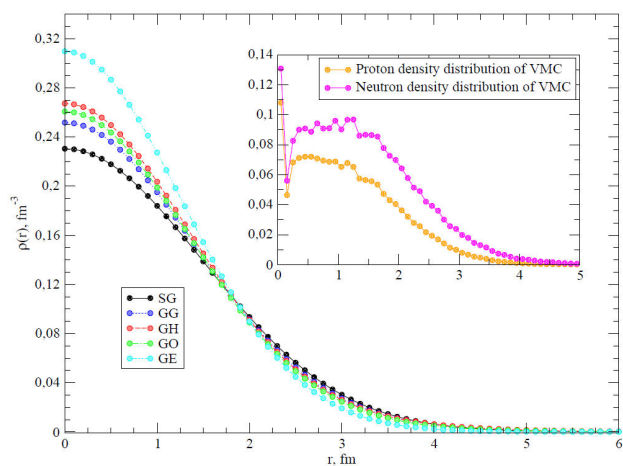 0,32
0,28
0,24
0,2
0,16
0,12
0,08
0,04
0
ρ(r), fm⁻³
0 1 2 3 4 5 6
r, fm
SG
GG
GH
GO
GE
0,14
0,12
0,1
0,08
0,06
0,04
0,02
0
0 1 2 3 4 5
Proton density distribution of VMC
Neutron density distribution of VMC